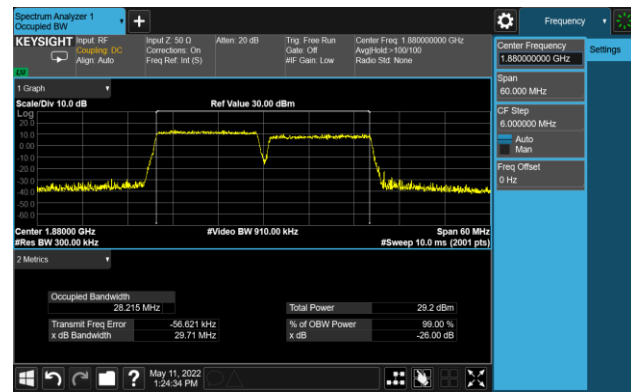 Spectrum Analyzer 1
Occupied BW
+
Frequency
KEYSIGHT
Input: RF
Coupling: DC
Align: Auto
Input Z: 50 Ω
Corrections: On
Freq Ref: Int (S)
Atten: 20 dB
Trig: Free Run
Gate: Off
#IF Gain: Low
Center Freq: 1.880000000 GHz
Avg|Hold:>100/100
Radio Std: None
Center Frequency
1.880000000 GHz
Settings
Span
60.000 MHz
CF Step
6.000000 MHz
Auto
Man
Freq Offset
0 Hz
1 Graph
Scale/Div 10.0 dB
Ref Value 30.00 dBm
Log
20.0
10.0
0.00
-10.0
-20.0
-30.0
-40.0
-50.0
-60.0
Center 1.88000 GHz
#Video BW 910.00 kHz
Span 60 MHz
#Res BW 300.00 kHz
#Sweep 10.0 ms (2001 pts)
2 Metrics
Occupied Bandwidth
28.215 MHz
Total Power 29.2 dBm
Transmit Freq Error -56.621 kHz
% of OBW Power 99.00 %
x dB Bandwidth 29.71 MHz
x dB -26.00 dB
?
May 11, 2022
1:24:34 PM